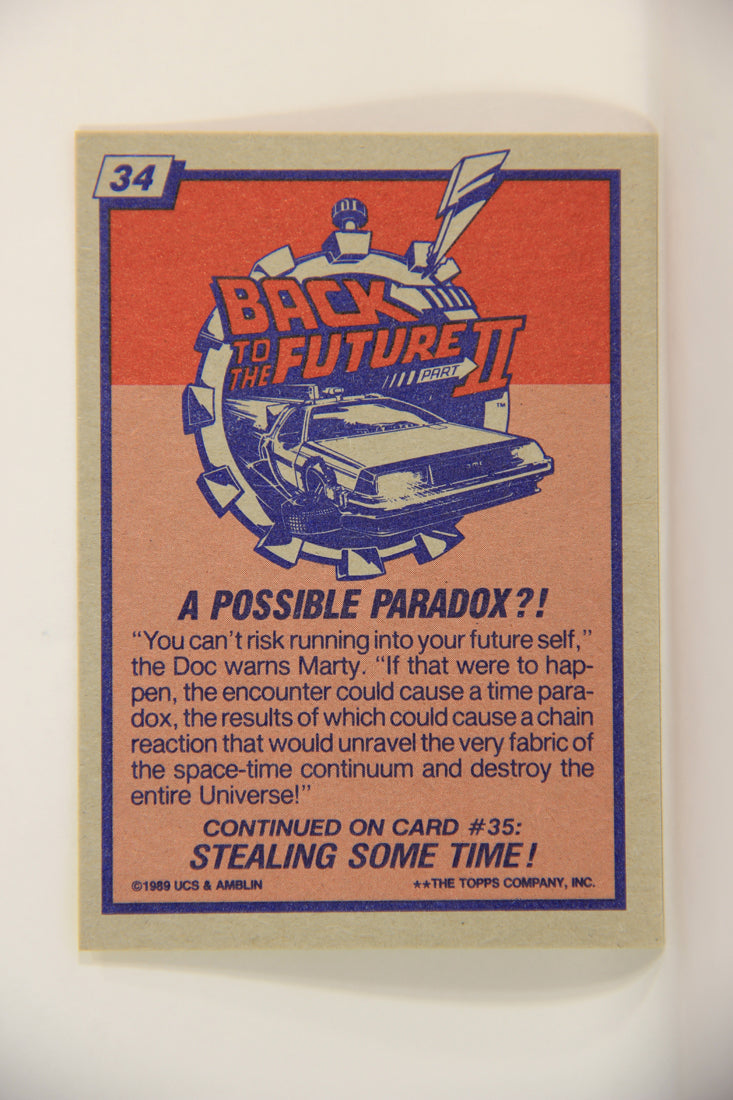 34
BACK
TO
THE FUTURE
PART II
™
A POSSIBLE PARADOX?!
“You can’t risk running into your future self,”
the Doc warns Marty. “If that were to hap-
pen, the encounter could cause a time para-
dox, the results of which could cause a chain
reaction that would unravel the very fabric of
the space-time continuum and destroy the
entire Universe!”
CONTINUED ON CARD #35:
STEALING SOME TIME!
©1989 UCS & AMBLIN
★★THE TOPPS COMPANY, INC.